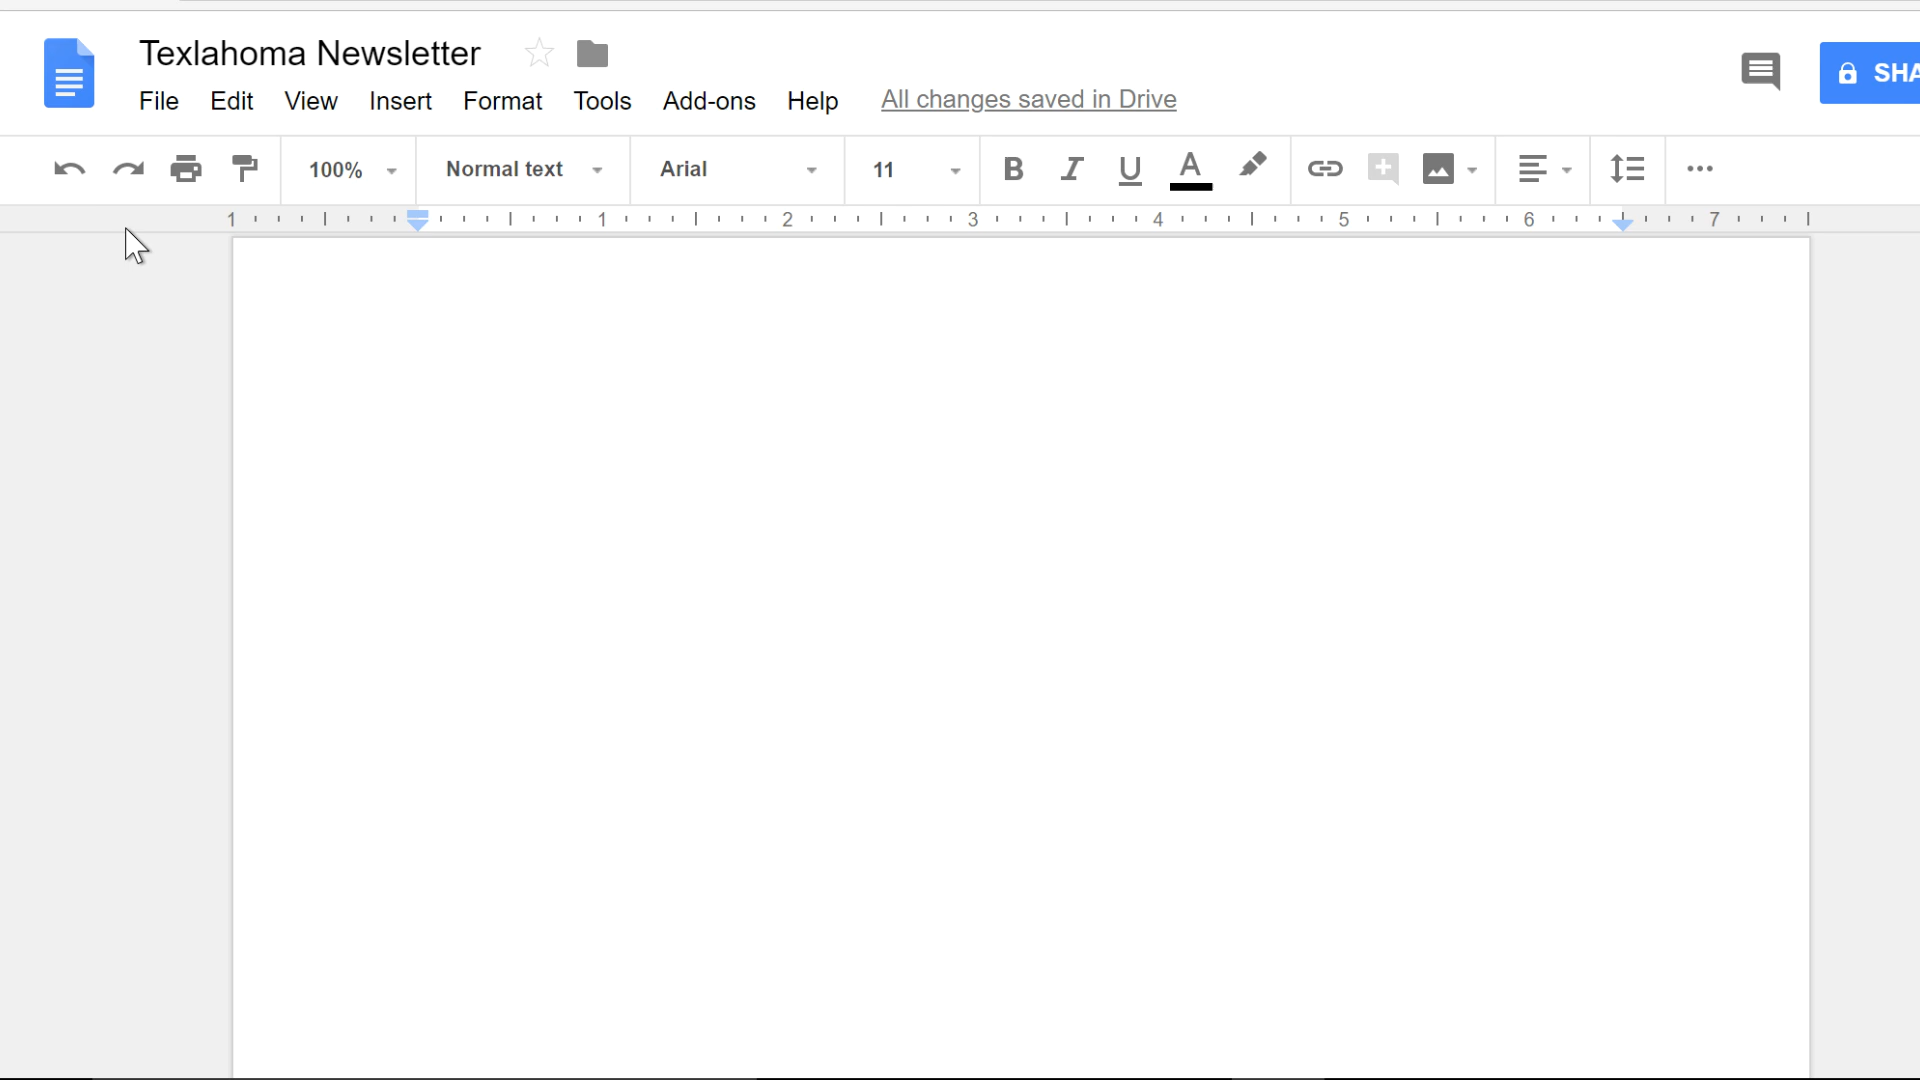 Texlahoma Newsletter
File Edit View Insert Format Tools Add-ons Help All changes saved in Drive
SHA
100% Normal text Arial 11 B I U A
1 1 2 3 4 5 6 7